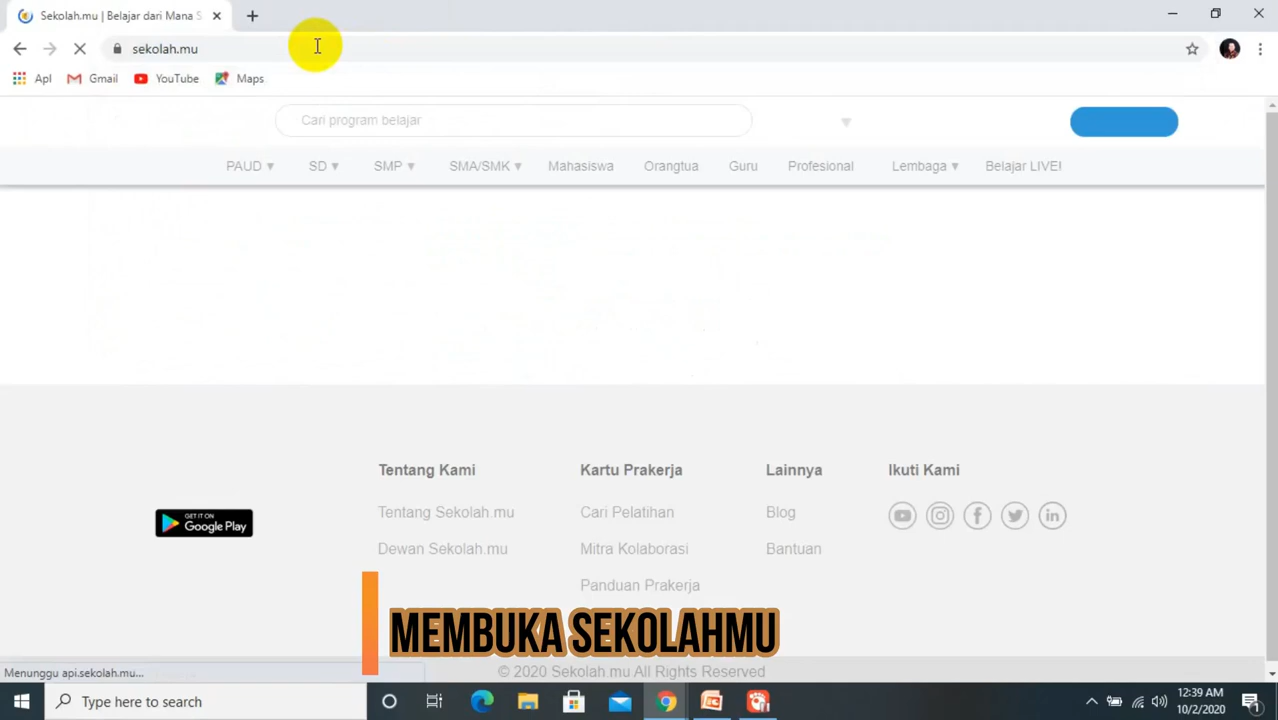 Sekolah.mu | Belajar dari Mana S
sekolah.mu
Apl Gmail YouTube Maps
Cari program belajar
PAUD ▾ SD ▾ SMP ▾ SMA/SMK ▾ Mahasiswa Orangtua Guru Profesional Lembaga ▾ Belajar LIVE!
Tentang Kami Kartu Prakerja Lainnya Ikuti Kami
Tentang Sekolah.mu Cari Pelatihan Blog
GET IT ON
Google Play
Dewan Sekolah.mu Mitra Kolaborasi Bantuan
Panduan Prakerja
MEMBUKA SEKOLAHMU
© 2020 Sekolah.mu All Rights Reserved
Menunggu api.sekolah.mu...
Type here to search
12:39 AM
10/2/2020
1